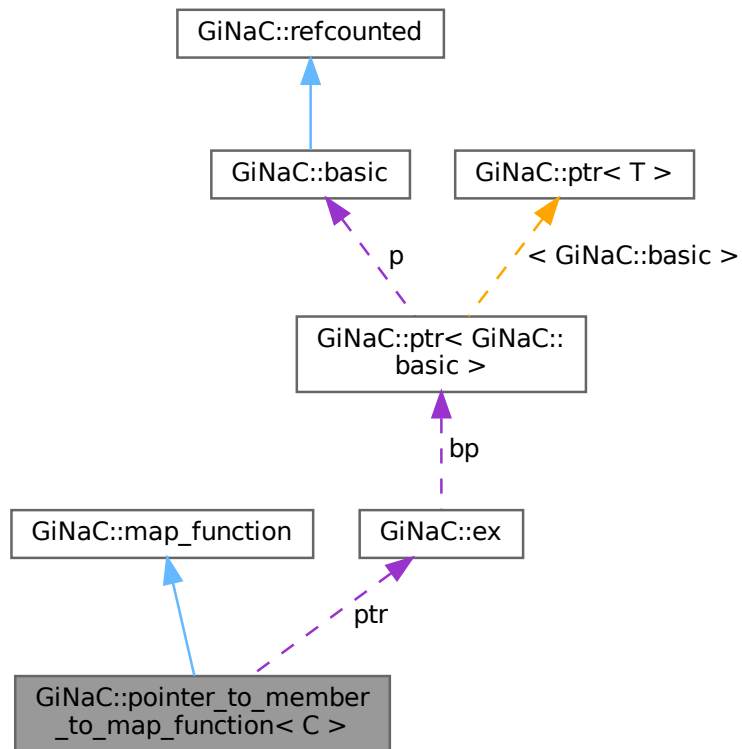 GiNaC::refcounted
GiNaC::basic
GiNaC::ptr< T >
p
< GiNaC::basic >
GiNaC::ptr< GiNaC::
basic >
bp
GiNaC::map_function
GiNaC::ex
ptr
GiNaC::pointer_to_member
_to_map_function< C >